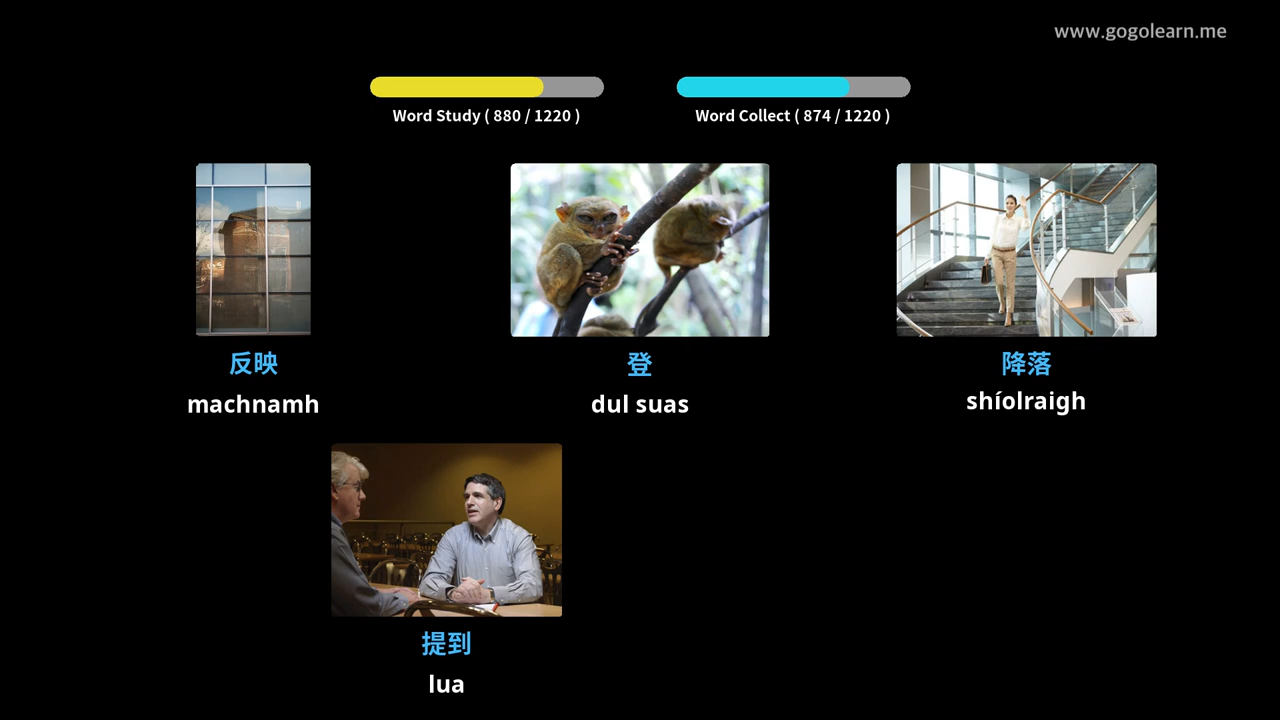 www.gogolearn.me
Word Study ( 880 / 1220 )
Word Collect ( 874 / 1220 )
反映
machnamh
登
dul suas
降落
shíolraigh
提到
lua